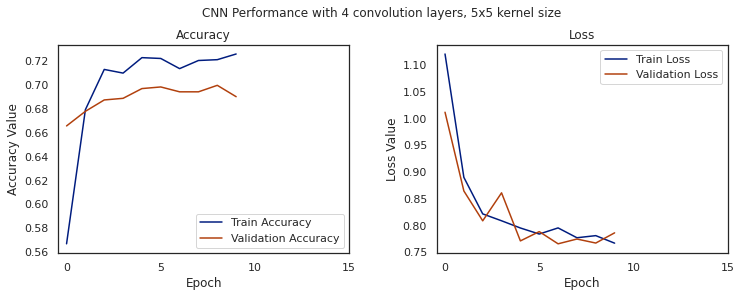 CNN Performance with 4 convolution layers, 5x5 kernel size
Accuracy
Accuracy Value
0.72
0.70
0.68
0.66
0.64
0.62
0.60
0.58
0.56
Train Accuracy
Validation Accuracy
0
5
10
15
Epoch
Loss
Loss Value
1.10
1.05
1.00
0.95
0.90
0.85
0.80
0.75
Train Loss
Validation Loss
0
5
10
15
Epoch